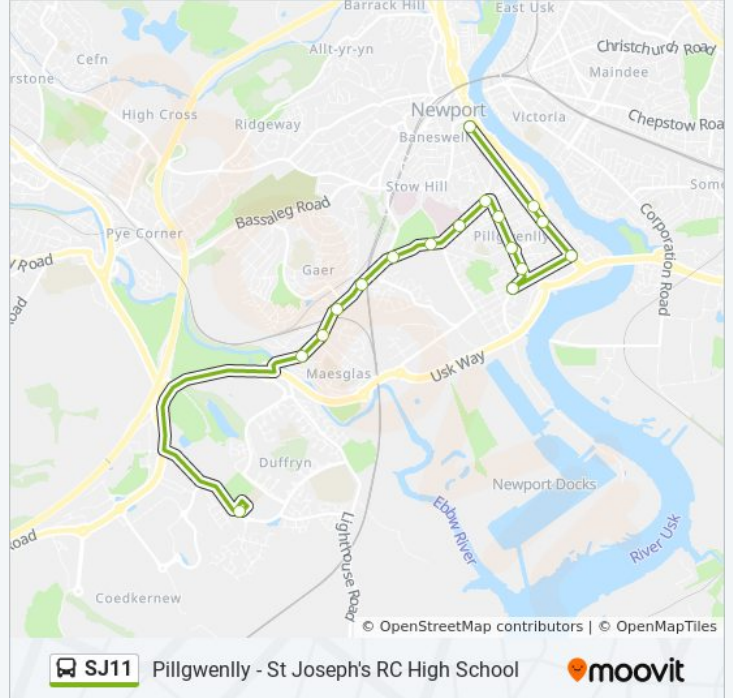 Barrack Hill
East Usk
Allt-yr-yn
Christchurch Road
Cefn
Maindee
rstone
High Cross
Newport
Victoria
Ridgeway
Baneswell
Chepstow Roa
Stow Hill
Some
Bassaleg Road
Pye Corner
Pillgwenlly
Corporation Road
Road
Gaer
oad
Maesglas
Usk Way
Duffryn
Newport Docks
Ebbw River
Lighthouse Road
River Usk
oad
Coedkernew
© OpenStreetMap contributors | © OpenMapTiles
SJ11 Pillgwenlly - St Joseph's RC High School moovit